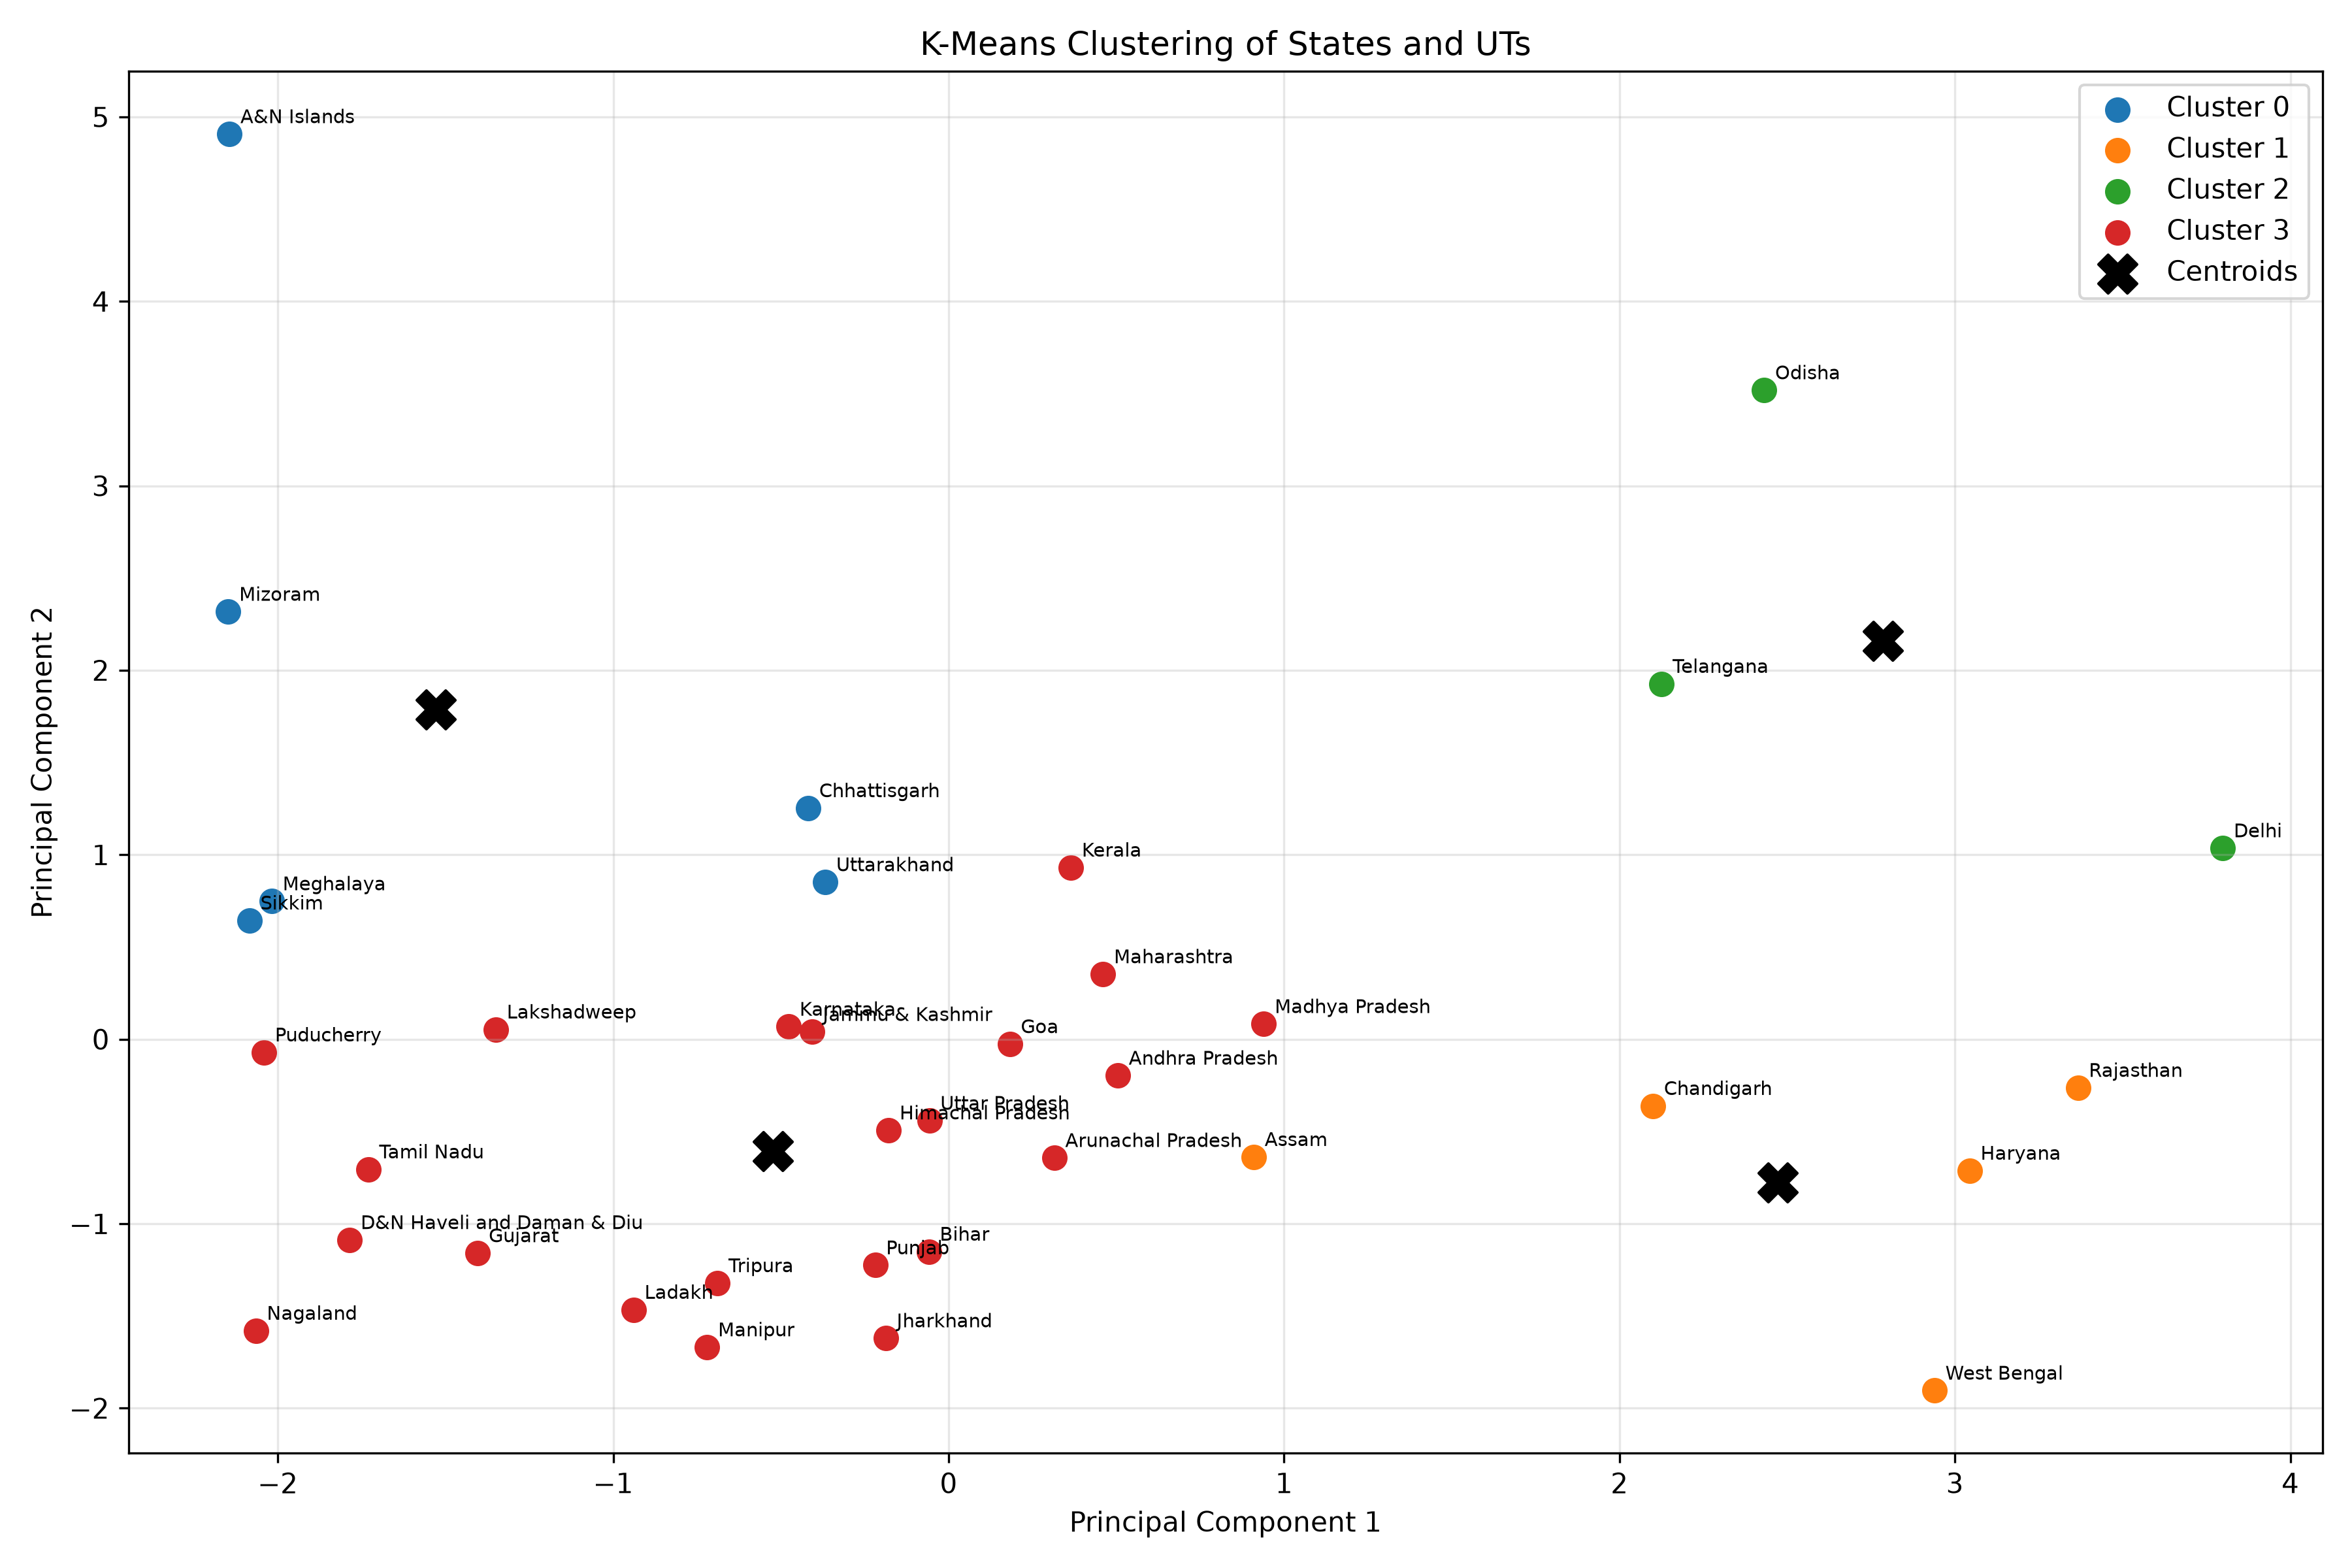 K-Means Clustering of States and UTs
Cluster 0
Cluster 1
Cluster 2
Cluster 3
Centroids
A&N Islands
Odisha
Mizoram
Telangana
Chhattisgarh
Delhi
Kerala
Uttarakhand
Meghalaya
Sikkim
Maharashtra
Madhya Pradesh
Karnataka
Lakshadweep
Jammu & Kashmir
Goa
Puducherry
Andhra Pradesh
Rajasthan
Chandigarh
Uttar Pradesh
Himachal Pradesh
Arunachal Pradesh
Assam
Tamil Nadu
Haryana
D&N Haveli and Daman & Diu
Gujarat
Bihar
Punjab
Tripura
Ladakh
Nagaland
Jharkhand
Manipur
West Bengal
5
4
3
2
1
0
−1
−2
Principal Component 2
−2
−1
0
1
2
3
4
Principal Component 1